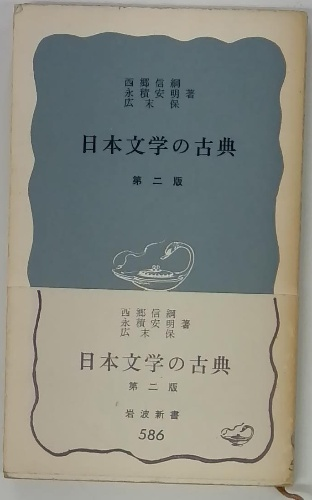 西郷信綱
永積安明著
広末保
日本文学の古典
第二版
西郷信綱
永積安明著
広末保
日本文学の古典
第二版
岩波新書
586